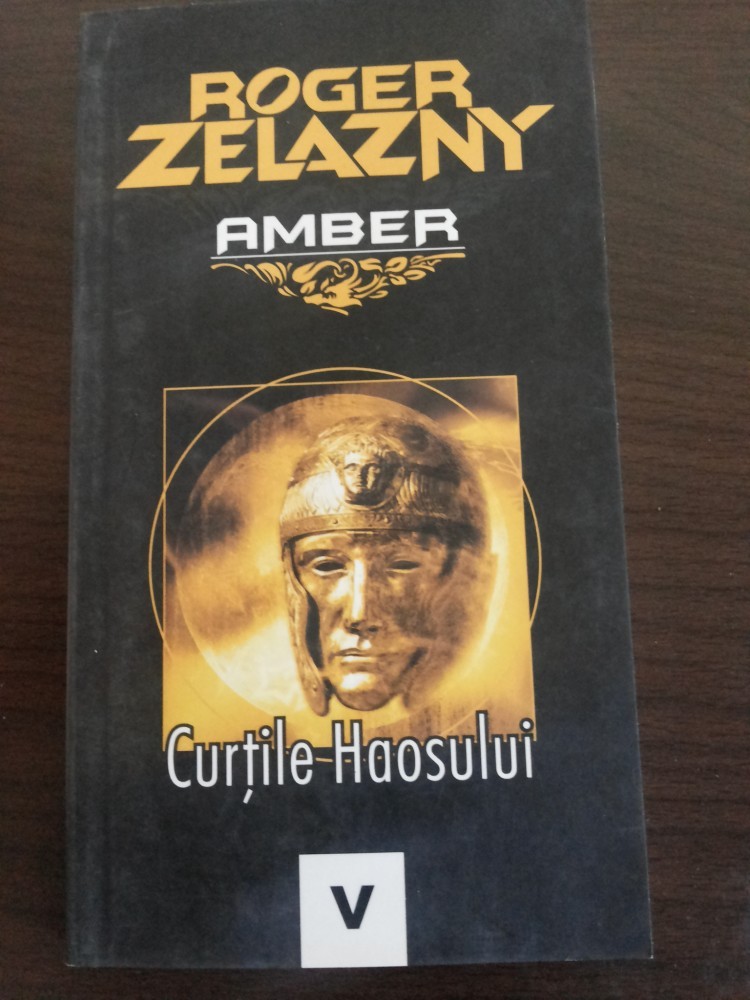 ROGER
ZELAZNY
AMBER
Curțile Haosului
V